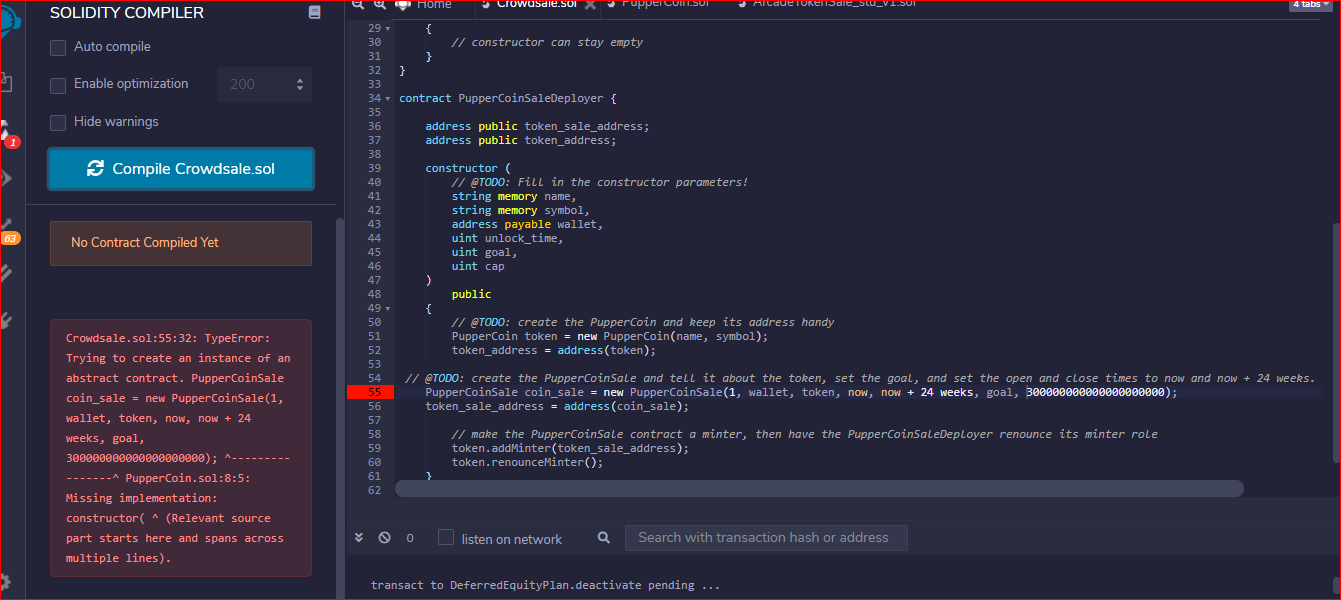 SOLIDITY COMPILER
Auto compile
Enable optimization
200
Hide warnings
1
Compile Crowdsale.sol
63
No Contract Compiled Yet
Crowdsale.sol:55:32: TypeError:
Trying to create an instance of an
abstract contract. PupperCoinSale
coin_sale = new PupperCoinSale(1,
wallet, token, now, now + 24
weeks, goal,
300000000000000000000); ^----------
-------^ PupperCoin.sol:8:5:
Missing implementation:
constructor( ^ (Relevant source
part starts here and spans across
multiple lines).
Home
Crowdsale.sol
PupperCoin.sol
ArcadeTokenSale_std_v1.sol
4 tabs
29 {
30 // constructor can stay empty
31 }
32 }
33
34 contract PupperCoinSaleDeployer {
35
36 address public token_sale_address;
37 address public token_address;
38
39 constructor (
40 // @TODO: Fill in the constructor parameters!
41 string memory name,
42 string memory symbol,
43 address payable wallet,
44 uint unlock_time,
45 uint goal,
46 uint cap
47 )
48 public
49 {
50 // @TODO: create the PupperCoin and keep its address handy
51 PupperCoin token = new PupperCoin(name, symbol);
52 token_address = address(token);
53
54 // @TODO: create the PupperCoinSale and tell it about the token, set the goal, and set the open and close times to now and now + 24 weeks.
55 PupperCoinSale coin_sale = new PupperCoinSale(1, wallet, token, now, now + 24 weeks, goal, 300000000000000000000);
56 token_sale_address = address(coin_sale);
57
58 // make the PupperCoinSale contract a minter, then have the PupperCoinSaleDeployer renounce its minter role
59 token.addMinter(token_sale_address);
60 token.renounceMinter();
61 }
62
0
listen on network
Search with transaction hash or address
transact to DeferredEquityPlan.deactivate pending ...